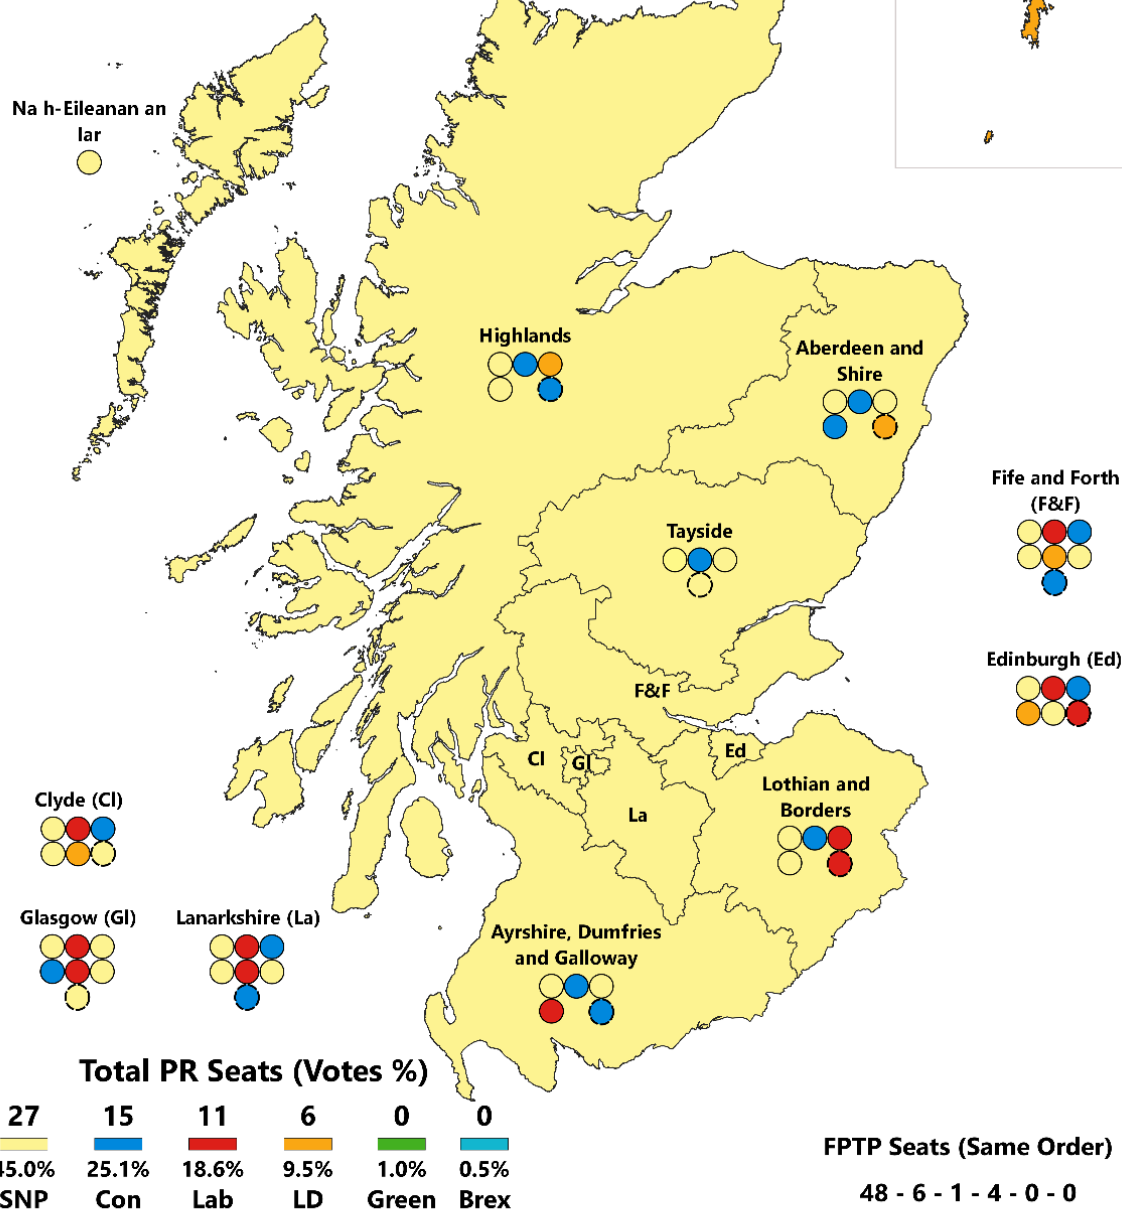 Na h-Eileanan an
Iar
Highlands
Aberdeen and
Shire
Fife and Forth
(F&F)
Tayside
Edinburgh (Ed)
F&F
Cl
Gl
Ed
La
Lothian and
Borders
Clyde (Cl)
Glasgow (Gl)
Lanarkshire (La)
Ayrshire, Dumfries
and Galloway
Total PR Seats (Votes %)
27 15 11 6 0 0
45.0% 25.1% 18.6% 9.5% 1.0% 0.5%
SNP Con Lab LD Green Brex
FPTP Seats (Same Order)
48 - 6 - 1 - 4 - 0 - 0